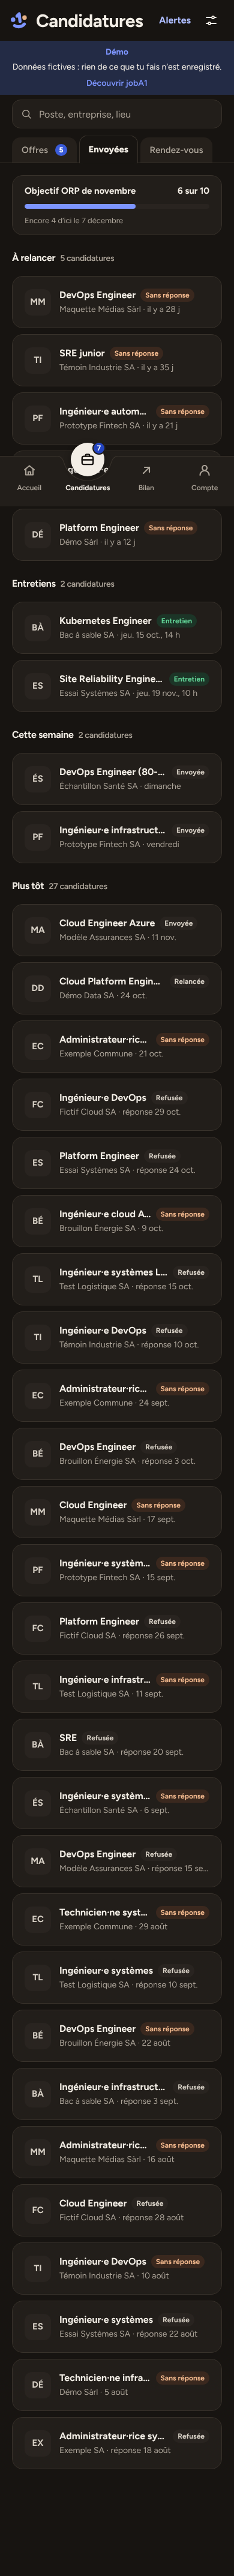 Candidatures
Alertes
Démo
Données fictives : rien de ce que tu fais n'est enregistré.
Découvrir jobA1
Poste, entreprise, lieu
Offres 5
Envoyées
Rendez-vous
Objectif ORP de novembre 6 sur 10
Encore 4 d'ici le 7 décembre
À relancer 5 candidatures
MM
DevOps Engineer Sans réponse
Maquette Médias Sàrl · il y a 28 j
TI
SRE junior Sans réponse
Témoin Industrie SA · il y a 35 j
PF
Ingénieur·e autom… Sans réponse
Prototype Fintech SA · il y a 21 j
7
Accueil
Candidatures
Bilan
Compte
DÉ
Platform Engineer Sans réponse
Démo Sàrl · il y a 12 j
Entretiens 2 candidatures
BÀ
Kubernetes Engineer Entretien
Bac à sable SA · jeu. 15 oct., 14 h
ES
Site Reliability Engine… Entretien
Essai Systèmes SA · jeu. 19 nov., 10 h
Cette semaine 2 candidatures
ÉS
DevOps Engineer (80-… Envoyée
Échantillon Santé SA · dimanche
PF
Ingénieur·e infrastruct… Envoyée
Prototype Fintech SA · vendredi
Plus tôt 27 candidatures
MA
Cloud Engineer Azure Envoyée
Modèle Assurances SA · 11 nov.
DD
Cloud Platform Engin… Relancée
Démo Data SA · 24 oct.
EC
Administrateur·ric… Sans réponse
Exemple Commune · 21 oct.
FC
Ingénieur·e DevOps Refusée
Fictif Cloud SA · réponse 29 oct.
ES
Platform Engineer Refusée
Essai Systèmes SA · réponse 24 oct.
BÉ
Ingénieur·e cloud A… Sans réponse
Brouillon Énergie SA · 9 oct.
TL
Ingénieur·e systèmes L… Refusée
Test Logistique SA · réponse 15 oct.
TI
Ingénieur·e DevOps Refusée
Témoin Industrie SA · réponse 10 oct.
EC
Administrateur·ric… Sans réponse
Exemple Commune · 24 sept.
BÉ
DevOps Engineer Refusée
Brouillon Énergie SA · réponse 3 oct.
MM
Cloud Engineer Sans réponse
Maquette Médias Sàrl · 17 sept.
PF
Ingénieur·e systèm… Sans réponse
Prototype Fintech SA · 15 sept.
FC
Platform Engineer Refusée
Fictif Cloud SA · réponse 26 sept.
TL
Ingénieur·e infrastr… Sans réponse
Test Logistique SA · 11 sept.
BÀ
SRE Refusée
Bac à sable SA · réponse 20 sept.
ÉS
Ingénieur·e systèm… Sans réponse
Échantillon Santé SA · 6 sept.
MA
DevOps Engineer Refusée
Modèle Assurances SA · réponse 15 se…
EC
Technicien·ne syst… Sans réponse
Exemple Commune · 29 août
TL
Ingénieur·e systèmes Refusée
Test Logistique SA · réponse 10 sept.
BÉ
DevOps Engineer Sans réponse
Brouillon Énergie SA · 22 août
BÀ
Ingénieur·e infrastruct… Refusée
Bac à sable SA · réponse 3 sept.
MM
Administrateur·ric… Sans réponse
Maquette Médias Sàrl · 16 août
FC
Cloud Engineer Refusée
Fictif Cloud SA · réponse 28 août
TI
Ingénieur·e DevOps Sans réponse
Témoin Industrie SA · 10 août
ES
Ingénieur·e systèmes Refusée
Essai Systèmes SA · réponse 22 août
DÉ
Technicien·ne infra… Sans réponse
Démo Sàrl · 5 août
EX
Administrateur·rice sy… Refusée
Exemple SA · réponse 18 août